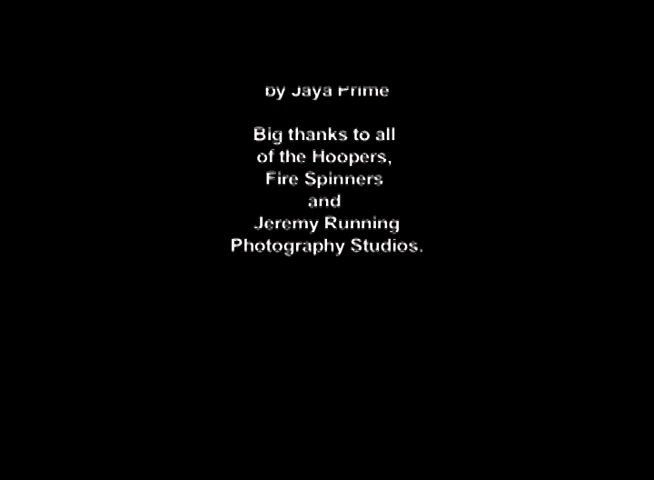 by Jaya Prime
Big thanks to all
of the Hoopers,
Fire Spinners
and
Jeremy Running
Photography Studios.